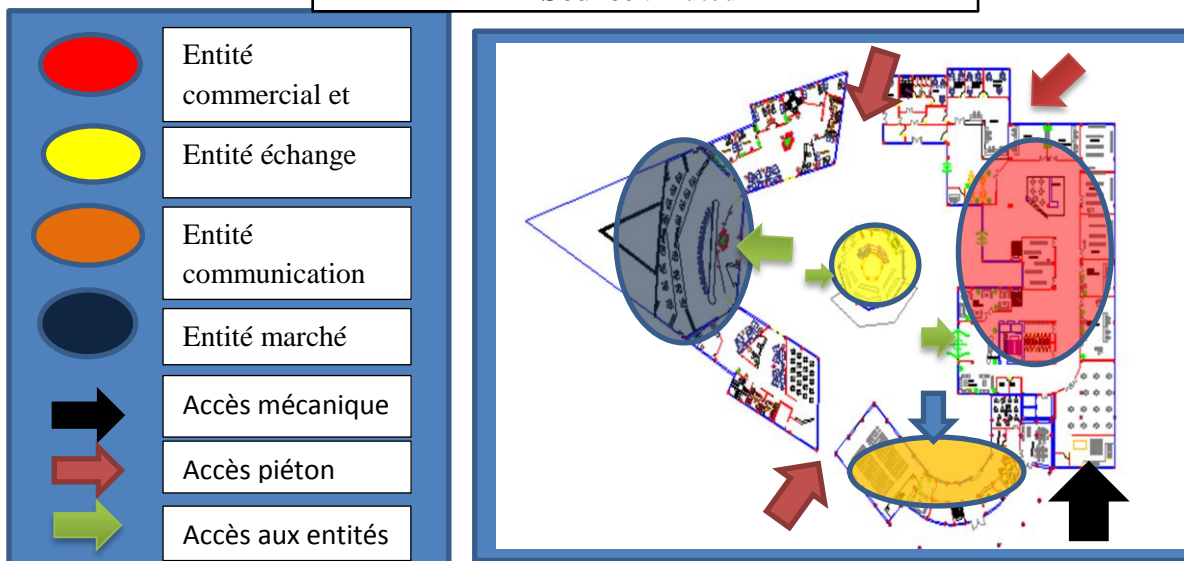 Entité
commercial et
Entité échange
Entité
communication
Entité marché
Accès mécanique
Accès piéton
Accès aux entités